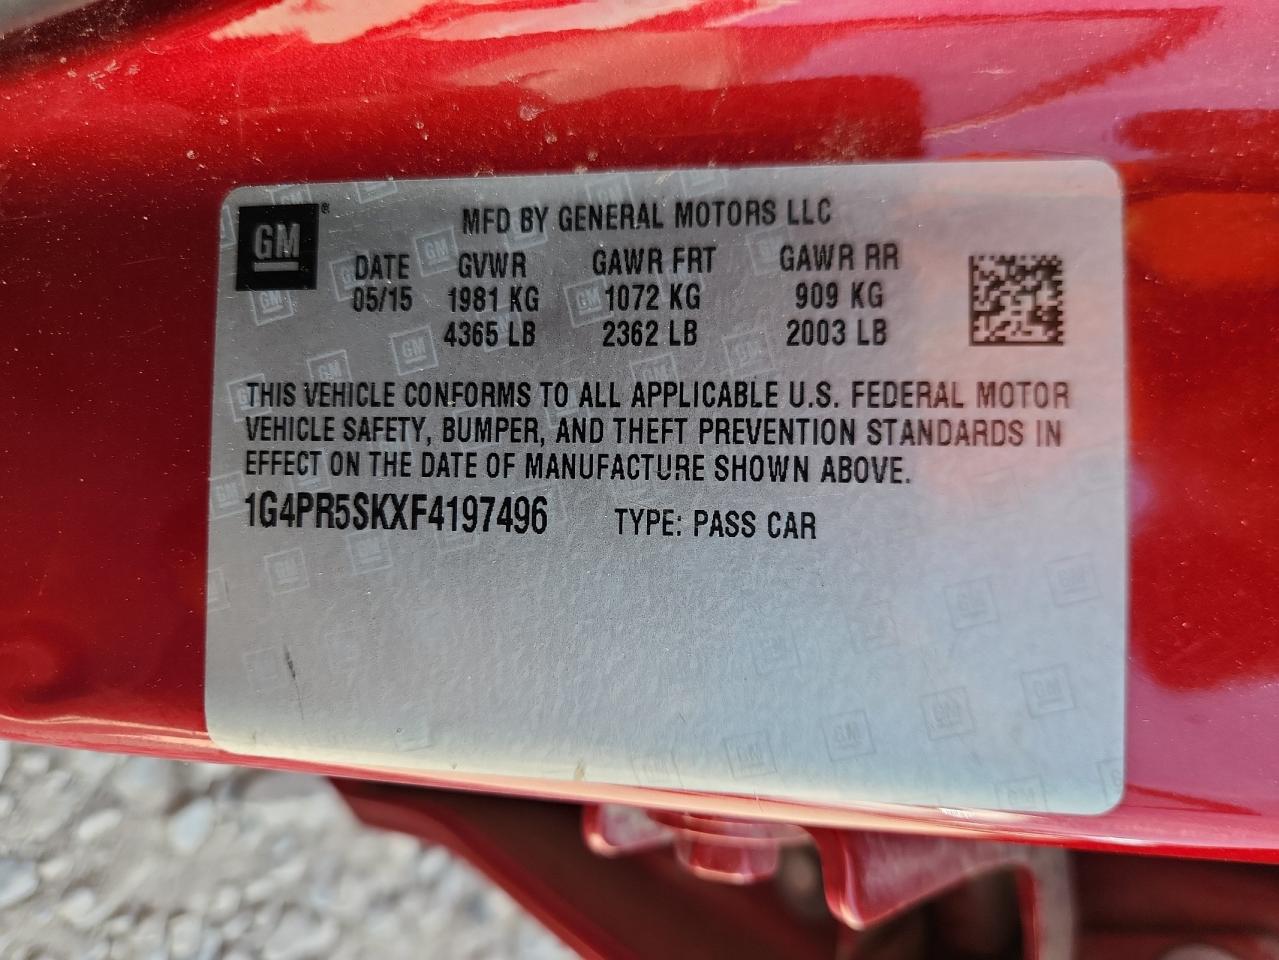 GM®
MFD BY GENERAL MOTORS LLC
DATE GVWR GAWR FRT GAWR RR
05/15 1981 KG 1072 KG 909 KG
4365 LB 2362 LB 2003 LB
THIS VEHICLE CONFORMS TO ALL APPLICABLE U.S. FEDERAL MOTOR
VEHICLE SAFETY, BUMPER, AND THEFT PREVENTION STANDARDS IN
EFFECT ON THE DATE OF MANUFACTURE SHOWN ABOVE.
1G4PR5SKXF4197496 TYPE: PASS CAR